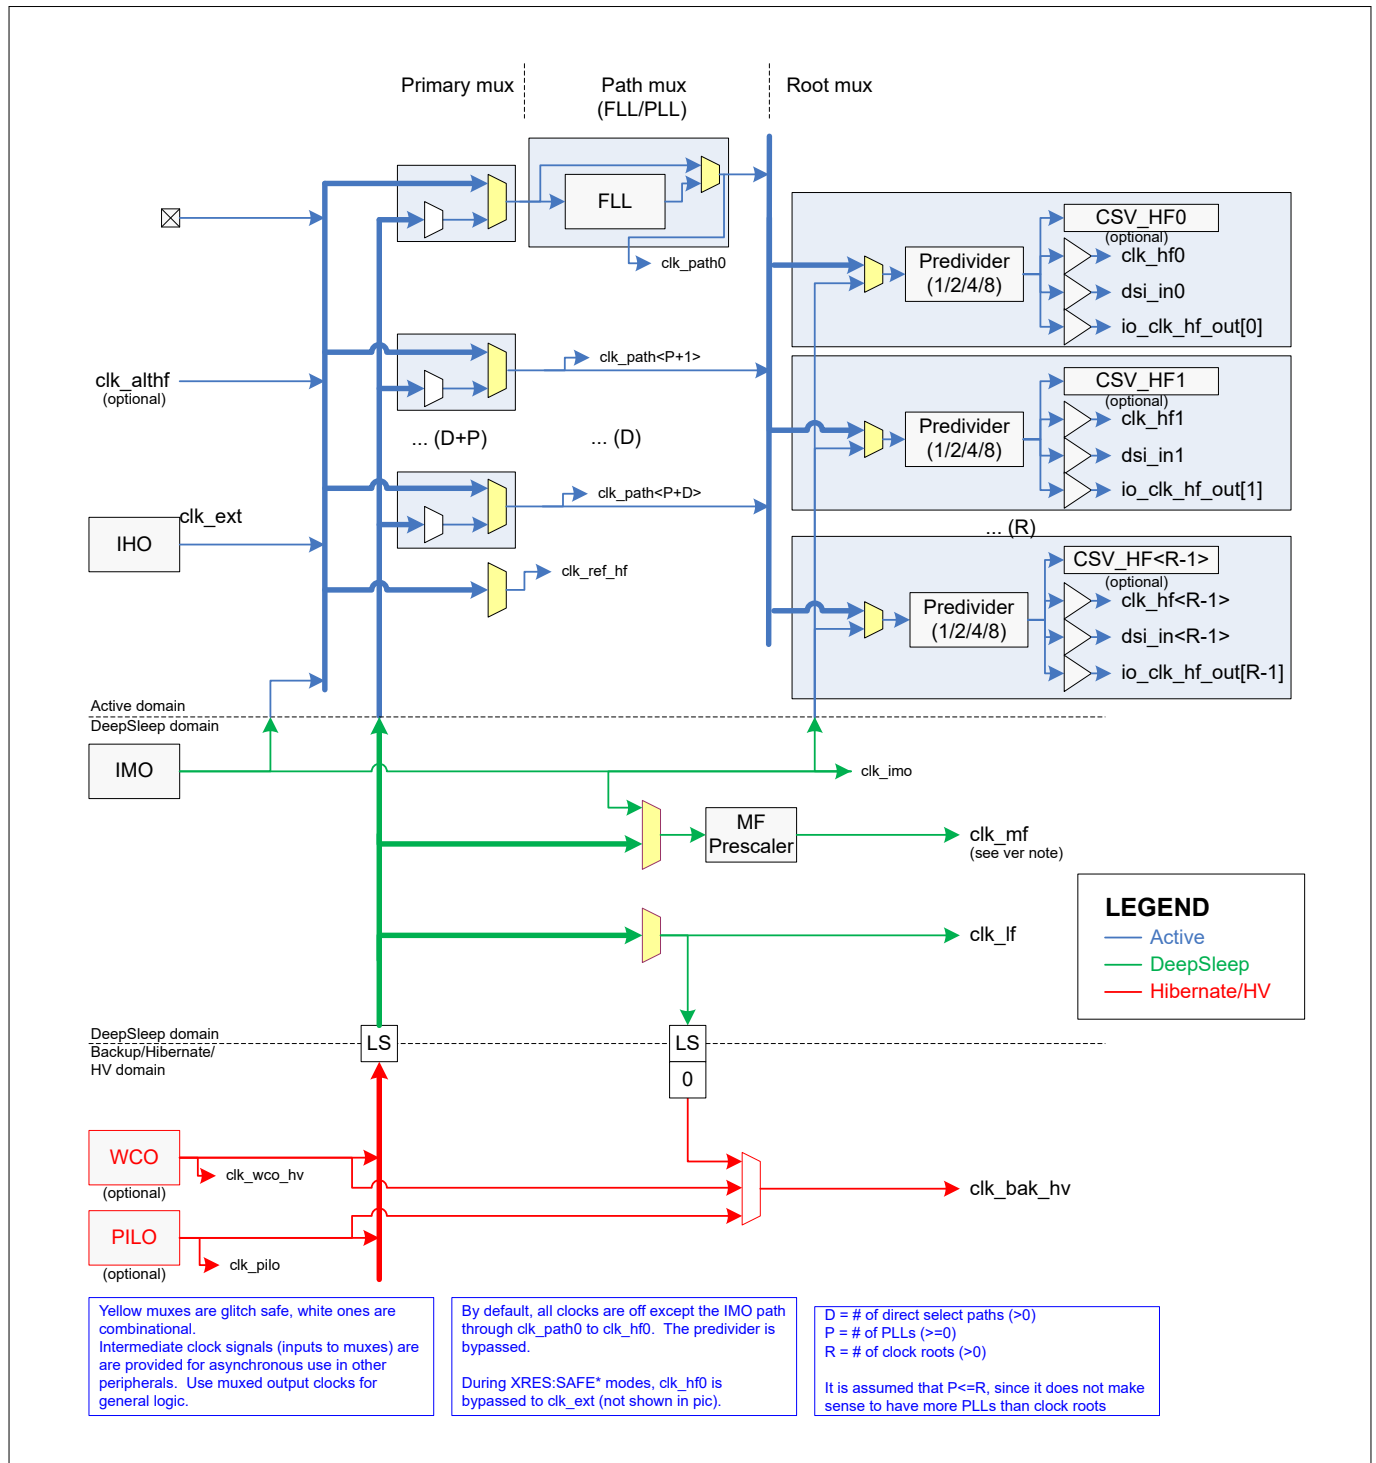 Primary mux
Path mux
(FLL/PLL)
Root mux
FLL
clk_path0
CSV_HF0
(optional)
clk_hf0
Predivider
(1/2/4/8)
dsi_in0
io_clk_hf_out[0]
clk_althf
(optional)
clk_path<P+1>
... (D+P)
... (D)
CSV_HF1
(optional)
clk_hf1
Predivider
(1/2/4/8)
dsi_in1
io_clk_hf_out[1]
clk_path<P+D>
clk_ext
IHO
... (R)
clk_ref_hf
CSV_HF<R-1>
(optional)
clk_hf<R-1>
Predivider
(1/2/4/8)
dsi_in<R-1>
io_clk_hf_out[R-1]
Active domain
DeepSleep domain
IMO
clk_imo
MF
Prescaler
clk_mf
(see ver note)
LEGEND
Active
DeepSleep
Hibernate/HV
clk_lf
DeepSleep domain
Backup/Hibernate/
HV domain
LS
LS
0
WCO
(optional)
clk_wco_hv
clk_bak_hv
PILO
(optional)
clk_pilo
Yellow muxes are glitch safe, white ones are
combinational.
Intermediate clock signals (inputs to muxes) are
are provided for asynchronous use in other
peripherals. Use muxed output clocks for
general logic.
By default, all clocks are off except the IMO path
through clk_path0 to clk_hf0. The predivider is
bypassed.
During XRES:SAFE* modes, clk_hf0 is
bypassed to clk_ext (not shown in pic).
D = # of direct select paths (>0)
P = # of PLLs (>=0)
R = # of clock roots (>0)
It is assumed that P<=R, since it does not make
sense to have more PLLs than clock roots